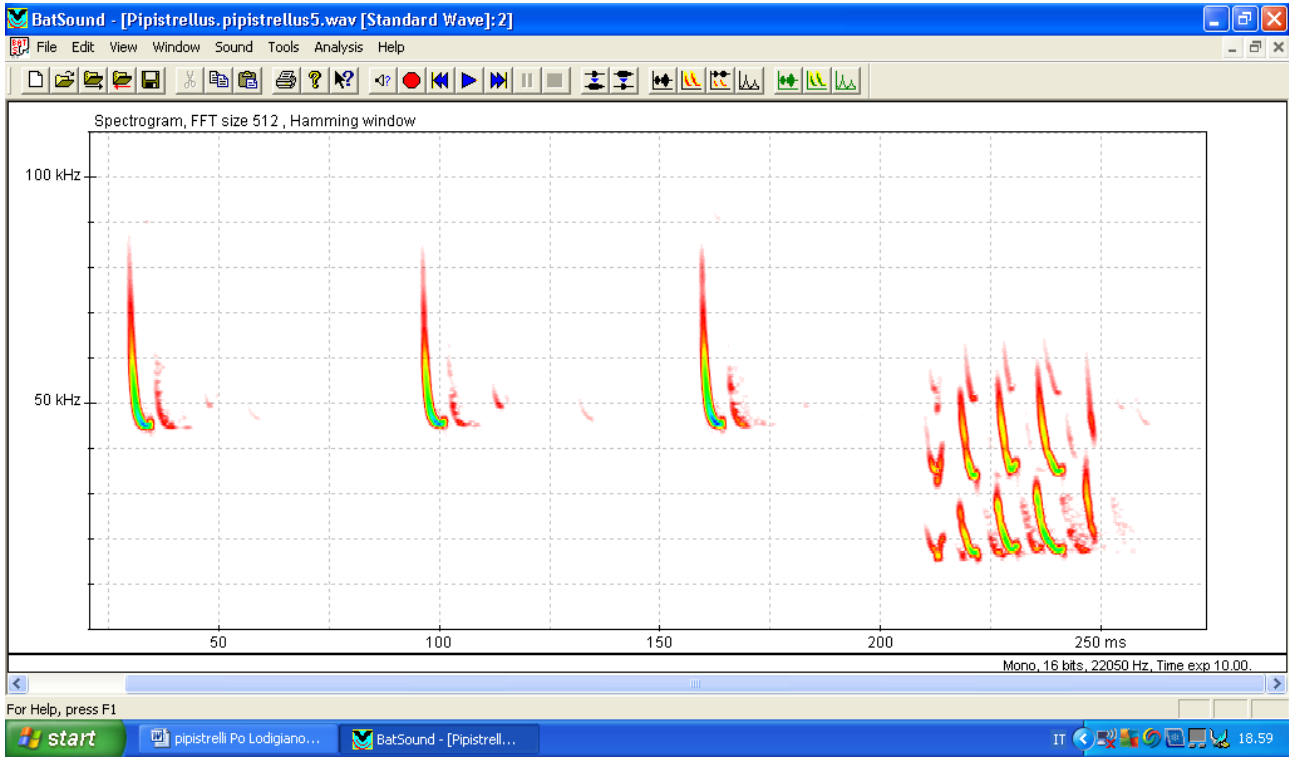 BatSound - [Pipistrellus.pipistrellus5.wav [Standard Wave]:2]
File Edit View Window Sound Tools Analysis Help
Spectrogram, FFT size 512 , Hamming window
100 kHz
50 kHz
50 100 150 200 250 ms
Mono, 16 bits, 22050 Hz, Time exp 10.00.
For Help, press F1
start pipistrelli Po Lodigiano... BatSound - [Pipistrell... IT 18.59